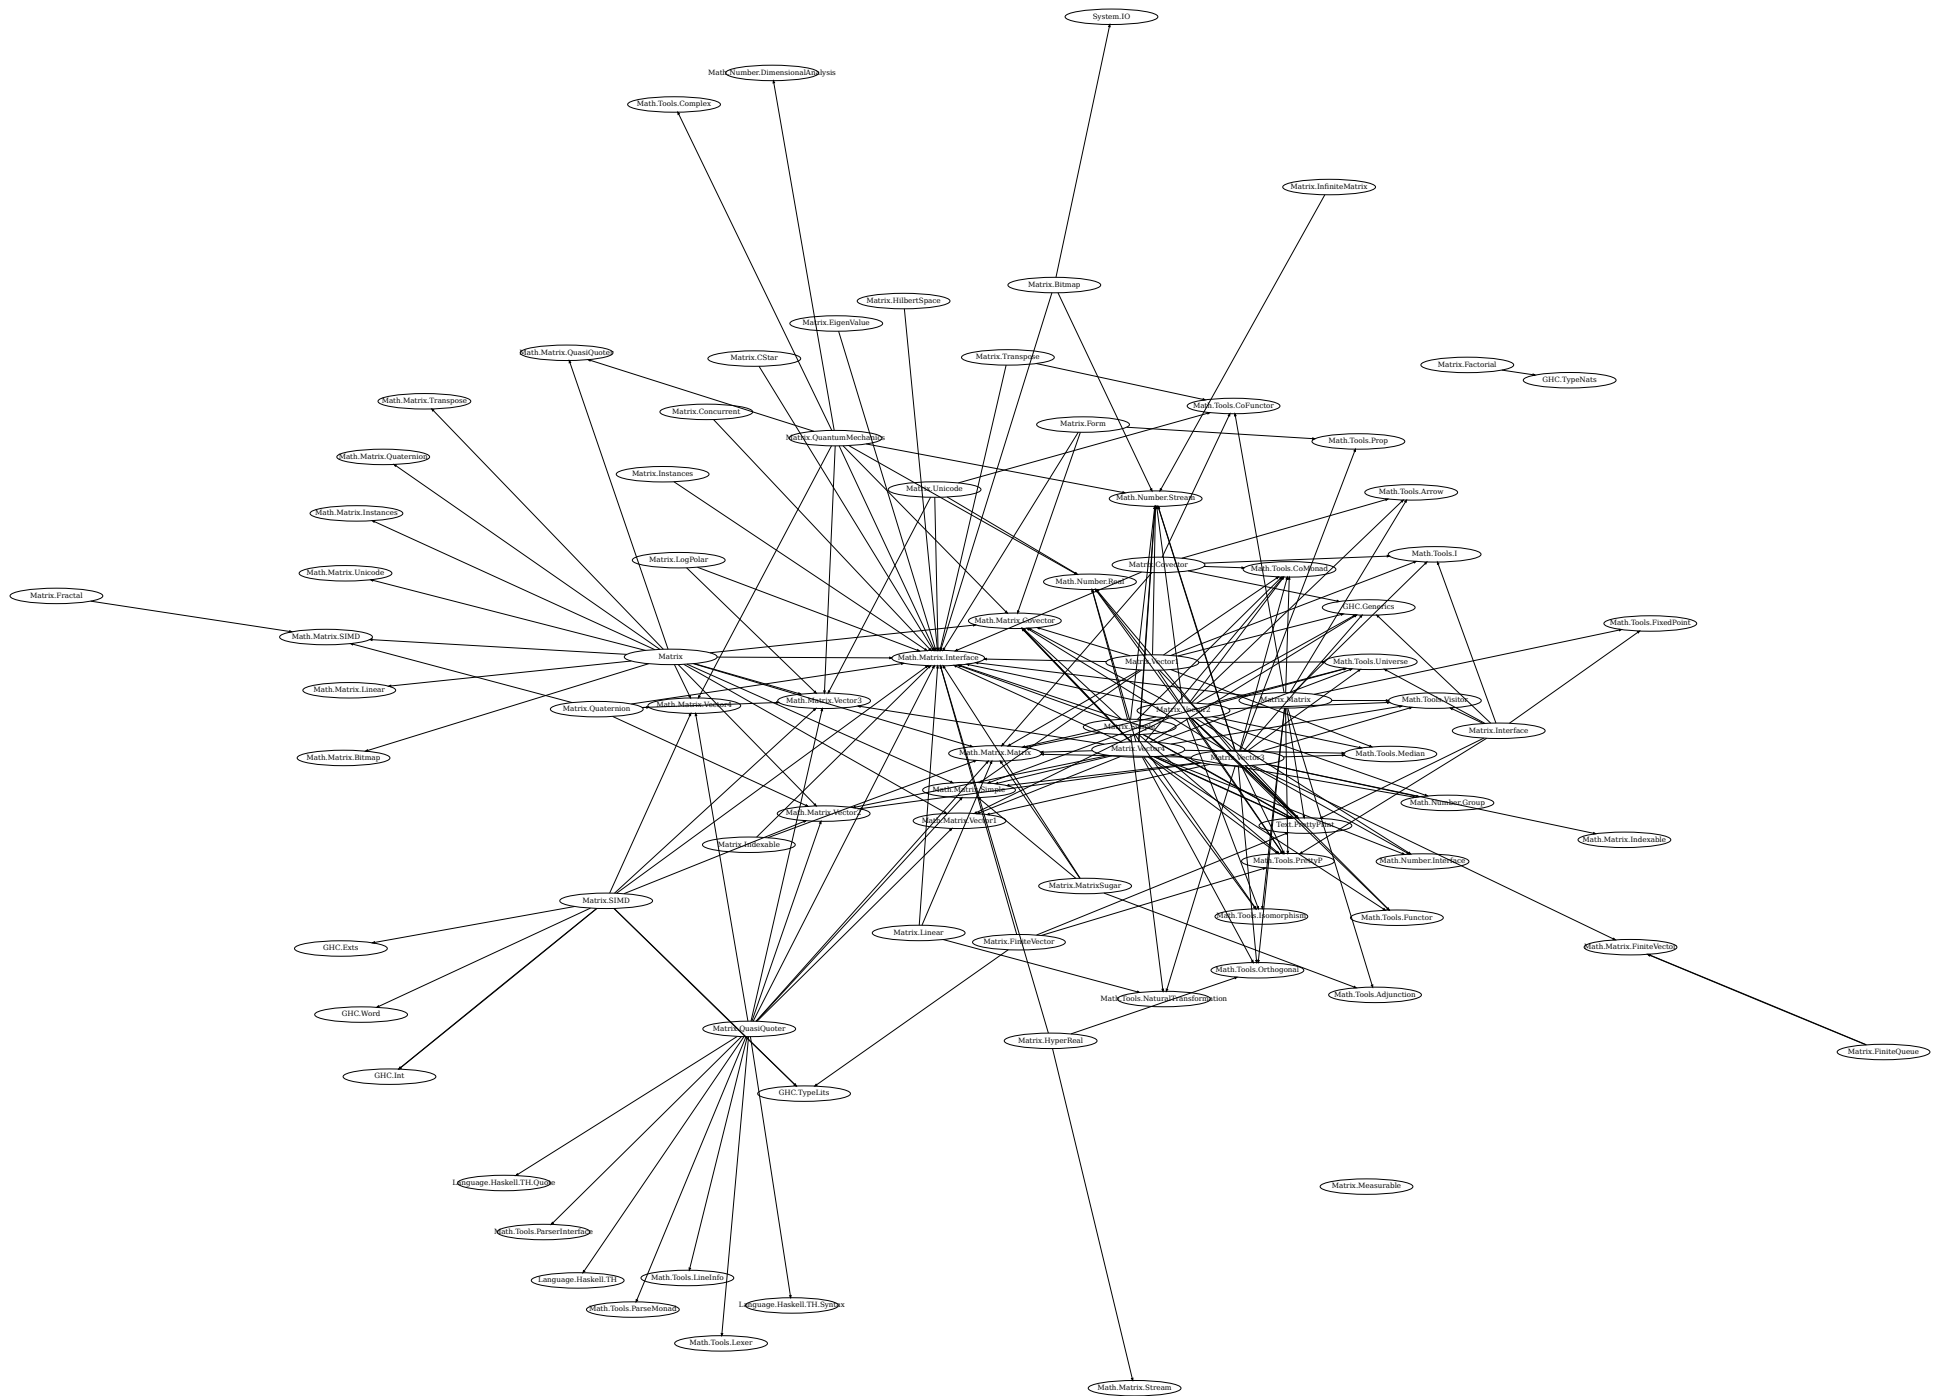 System.IO
Math.Number.DimensionalAnalysis
Math.Tools.Complex
Matrix.InfiniteMatrix
Matrix.Bitmap
Matrix.HilbertSpace
Matrix.EigenValue
Math.Matrix.QuasiQuoter
Matrix.CStar
Matrix.Transpose
Matrix.Factorial
GHC.TypeNats
Math.Matrix.Transpose
Math.Tools.CoFunctor
Matrix.Concurrent
Matrix.Form
Matrix.QuantumMechanics
Math.Tools.Prop
Math.Matrix.Quaternion
Matrix.Instances
Matrix.Unicode
Math.Tools.Arrow
Math.Number.Stream
Math.Matrix.Instances
Math.Tools.I
Matrix.LogPolar
Matrix.Covector
Math.Tools.CoMonad
Math.Matrix.Unicode
Math.Number.Real
Matrix.Fractal
GHC.Generics
Math.Matrix.Covector
Math.Tools.FixedPoint
Math.Matrix.SIMD
Matrix
Math.Matrix.Interface
Matrix.Vector1
Math.Tools.Universe
Math.Matrix.Linear
Math.Matrix.Vector3
Matrix.Matrix
Math.Tools.Visitor
Math.Matrix.Vector4
Matrix.Quaternion
Matrix.Vector2
Matrix.Simple
Matrix.Interface
Matrix.Vector4
Math.Matrix.Matrix
Math.Tools.Median
Math.Matrix.Bitmap
Matrix.Vector3
Math.Matrix.Simple
Math.Number.Group
Math.Matrix.Vector2
Math.Matrix.Vector1
Text.PrettyPrint
Math.Matrix.Indexable
Matrix.Indexable
Math.Tools.PrettyP
Math.Number.Interface
Matrix.MatrixSugar
Matrix.SIMD
Math.Tools.Isomorphism
Math.Tools.Functor
Matrix.Linear
Matrix.FiniteVector
GHC.Exts
Math.Matrix.FiniteVector
Math.Tools.Orthogonal
Math.Tools.NaturalTransformation
Math.Tools.Adjunction
GHC.Word
Matrix.QuasiQuoter
Matrix.HyperReal
Matrix.FiniteQueue
GHC.Int
GHC.TypeLits
Language.Haskell.TH.Quote
Matrix.Measurable
Math.Tools.ParserInterface
Language.Haskell.TH
Math.Tools.LineInfo
Math.Tools.ParseMonad
Language.Haskell.TH.Syntax
Math.Tools.Lexer
Math.Matrix.Stream